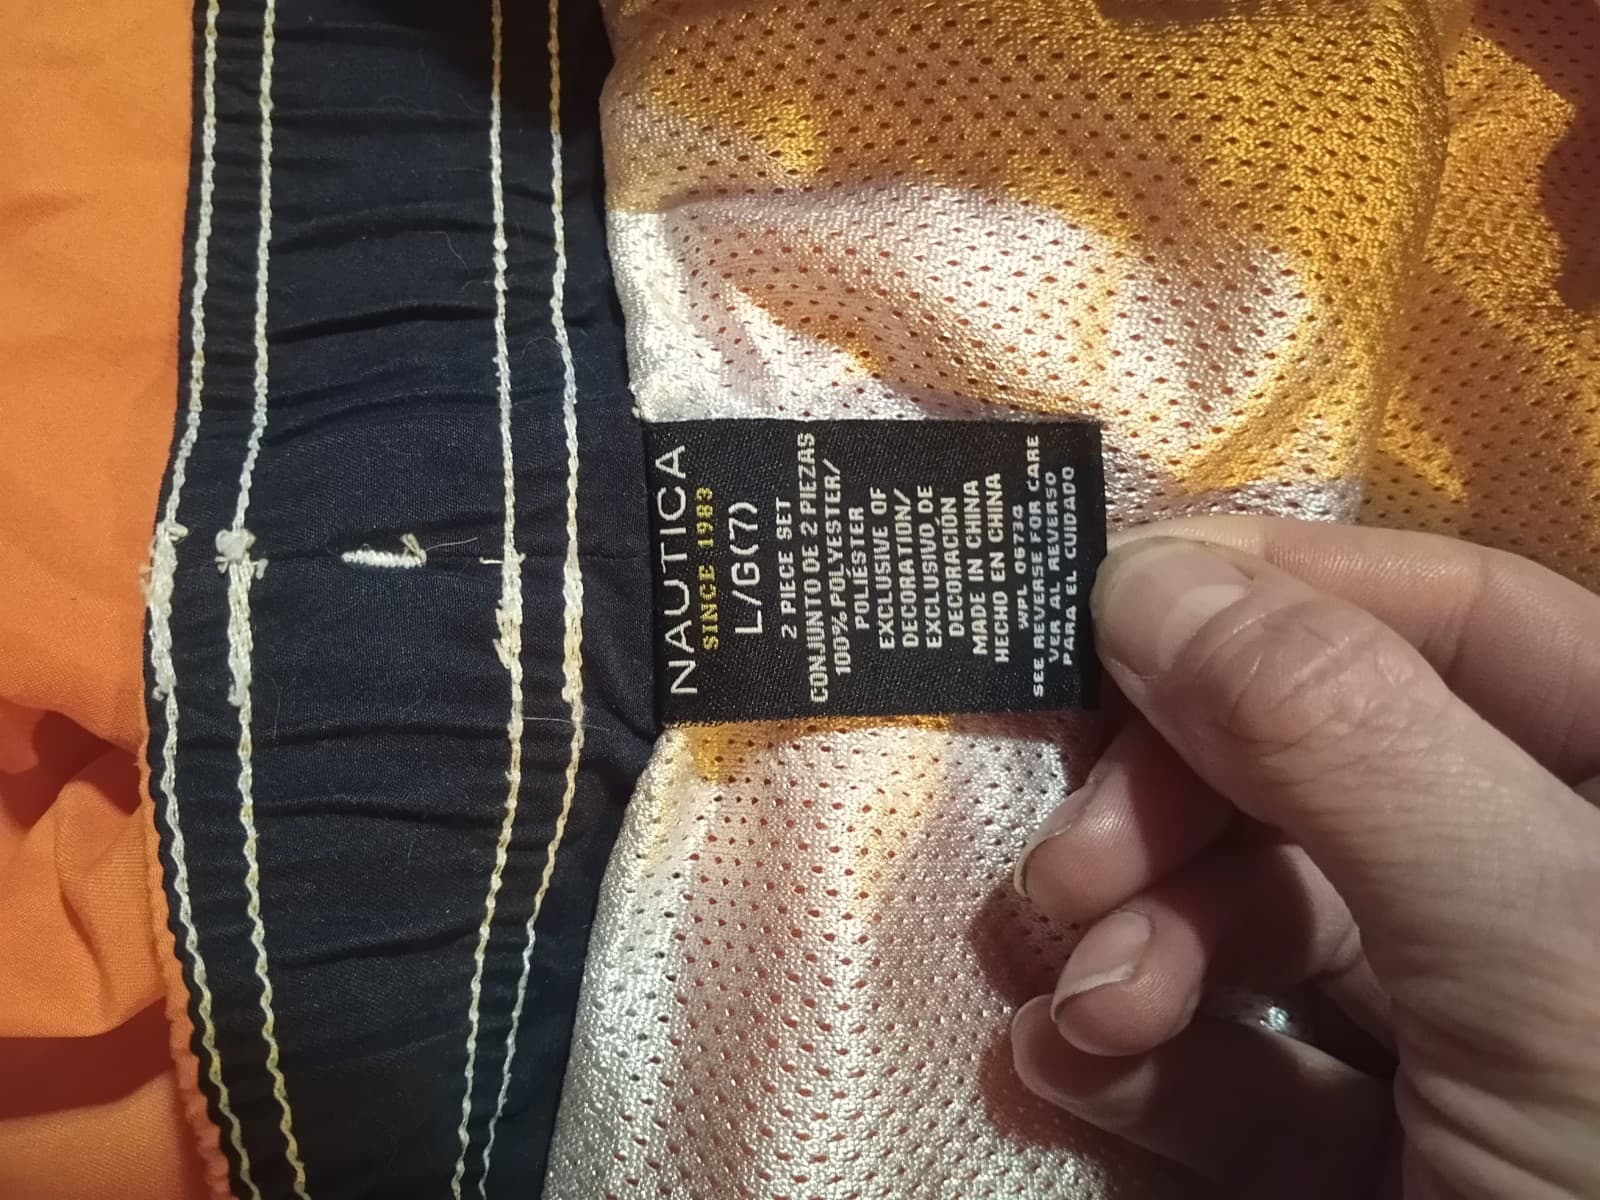 NAUTICA
SINCE 1983
L/G(7)
2 PIECE SET
CONJUNTO DE 2 PIEZAS
100% POLYESTER/
POLIÉSTER
EXCLUSIVE OF
DECORATION/
EXCLUSIVO DE
DECORACIÓN
MADE IN CHINA
HECHO EN CHINA
WPL 06734
SEE REVERSE FOR CARE
VER AL REVERSO
PARA EL CUIDADO